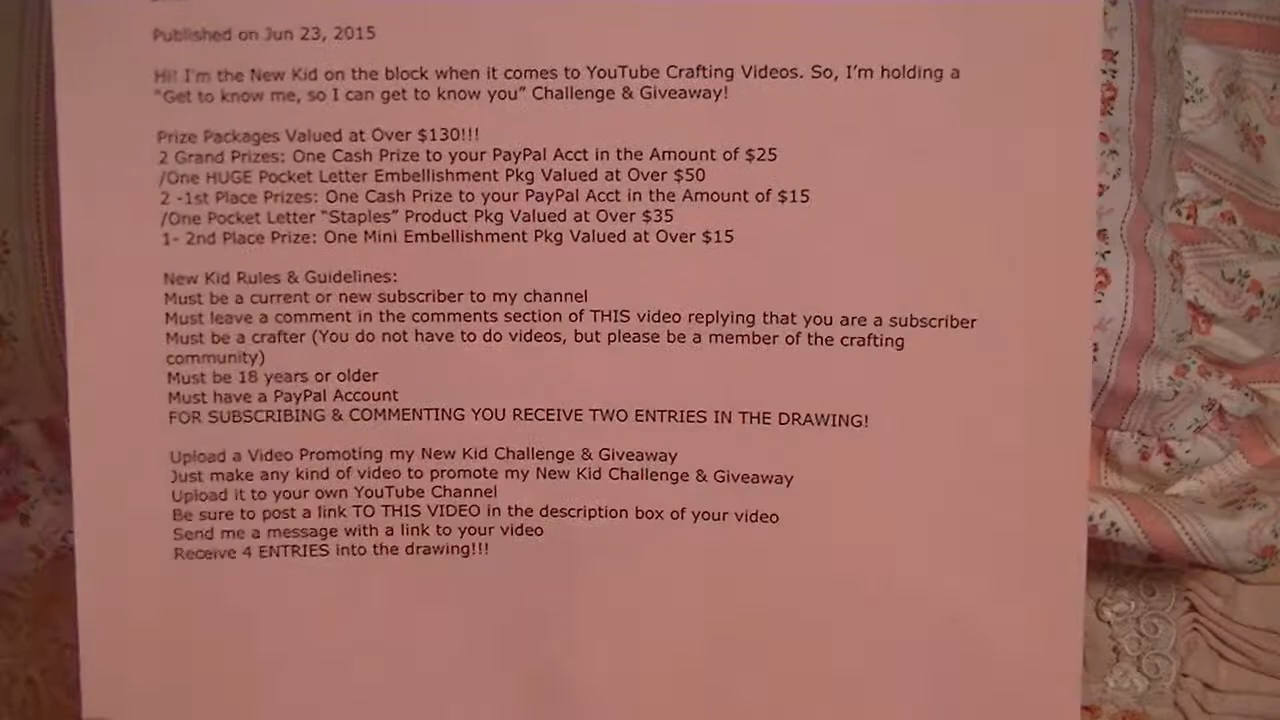 Published on Jun 23, 2015
Hi! I'm the New Kid on the block when it comes to YouTube Crafting Videos. So, I'm holding a
"Get to know me, so I can get to know you" Challenge & Giveaway!
Prize Packages Valued at Over $130!!!
2 Grand Prizes: One Cash Prize to your PayPal Acct in the Amount of $25
/One HUGE Pocket Letter Embellishment Pkg Valued at Over $50
2 -1st Place Prizes: One Cash Prize to your PayPal Acct in the Amount of $15
/One Pocket Letter "Staples" Product Pkg Valued at Over $35
1- 2nd Place Prize: One Mini Embellishment Pkg Valued at Over $15
New Kid Rules & Guidelines:
Must be a current or new subscriber to my channel
Must leave a comment in the comments section of THIS video replying that you are a subscriber
Must be a crafter (You do not have to do videos, but please be a member of the crafting
community)
Must be 18 years or older
Must have a PayPal Account
FOR SUBSCRIBING & COMMENTING YOU RECEIVE TWO ENTRIES IN THE DRAWING!
Upload a Video Promoting my New Kid Challenge & Giveaway
Just make any kind of video to promote my New Kid Challenge & Giveaway
Upload it to your own YouTube Channel
Be sure to post a link TO THIS VIDEO in the description box of your video
Send me a message with a link to your video
Receive 4 ENTRIES into the drawing!!!